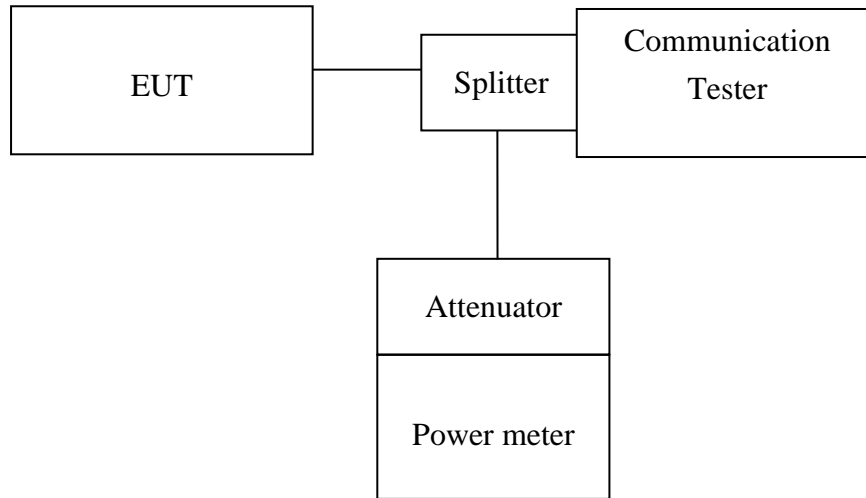 EUT
Splitter
Communication
Tester
Attenuator
Power meter